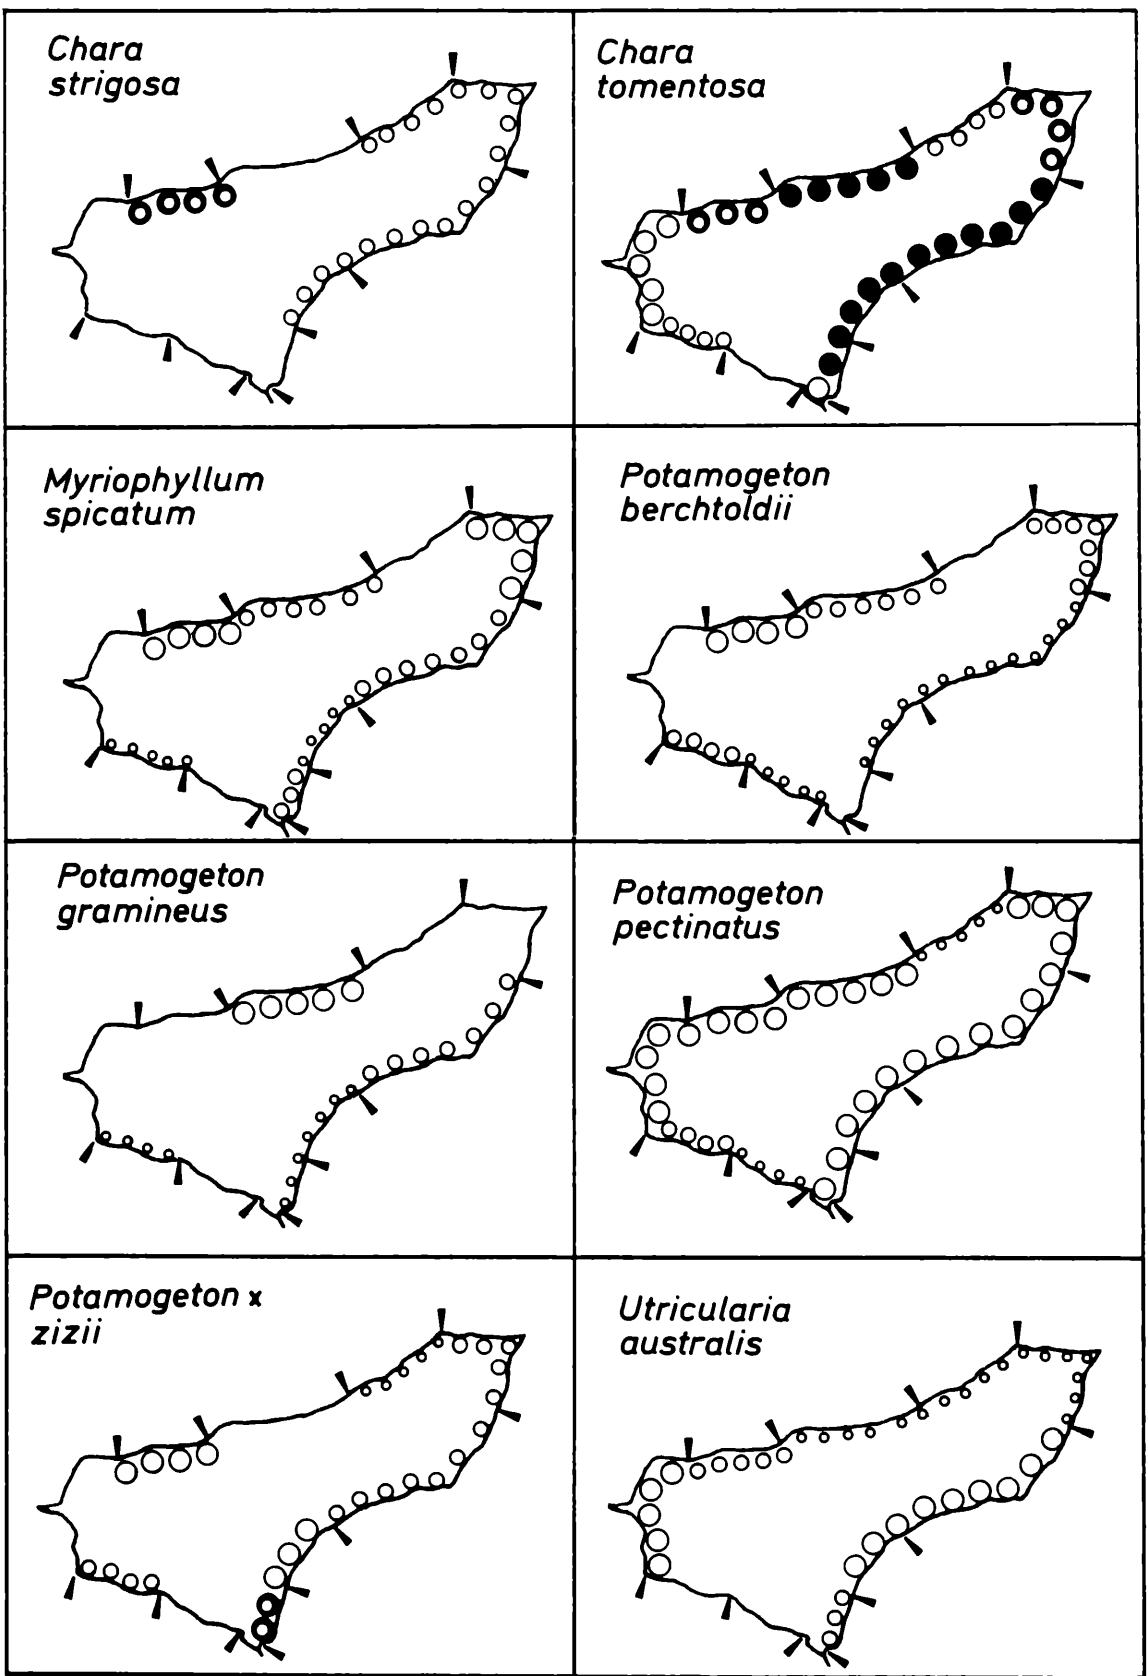 Chara
strigosa
Chara
tomentosa
Myriophyllum
spicatum
Potamogeton
berchtoldii
Potamogeton
gramineus
Potamogeton
pectinatus
Potamogeton x
zizii
Utricularia
australis